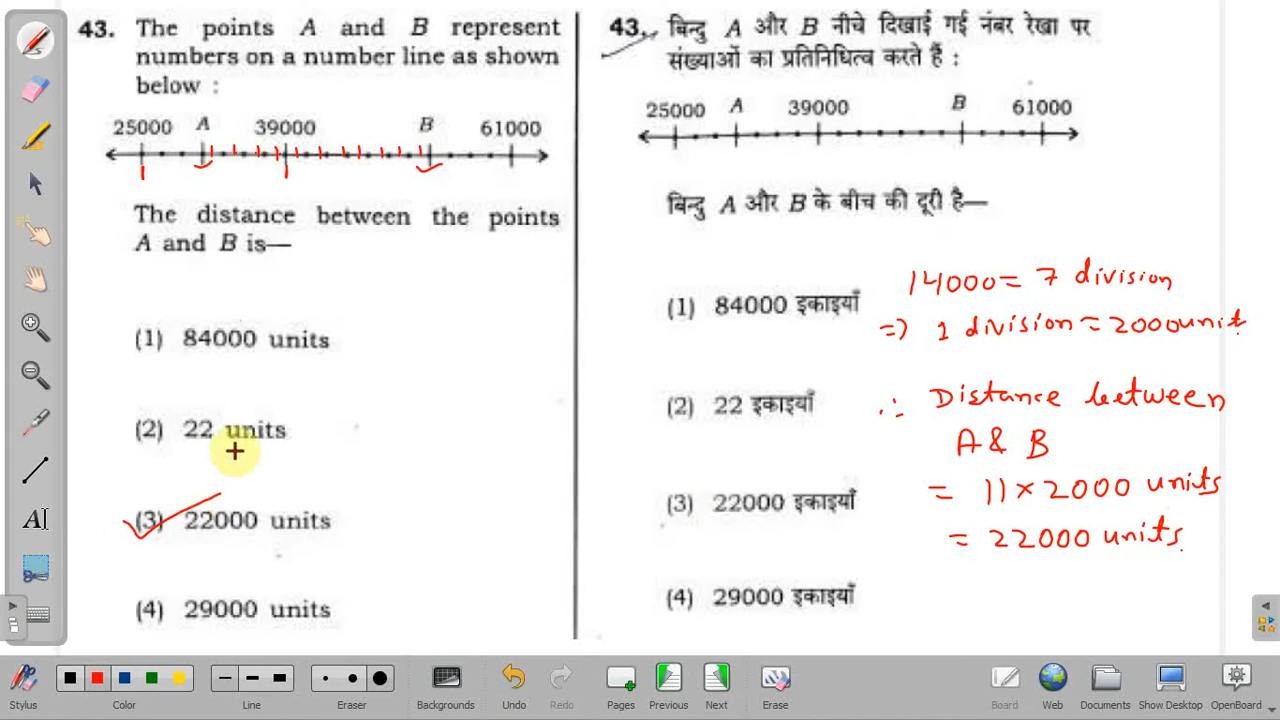 43. The points A and B represent
numbers on a number line as shown
below :
25000 A 39000 B 61000
The distance between the points
A and B is—
(1) 84000 units
(2) 22 units
(3) 22000 units
(4) 29000 units
43. बिन्दु A और B नीचे दिखाई गई नंबर रेखा पर
संख्याओं का प्रतिनिधित्व करते हैं :
25000 A 39000 B 61000
बिन्दु A और B के बीच की दूरी है—
(1) 84000 इकाइयाँ
(2) 22 इकाइयाँ
(3) 22000 इकाइयाँ
(4) 29000 इकाइयाँ
14000 = 7 division
=> 1 division = 2000 unit.
∴ Distance between
A & B
= 11 × 2000 units
= 22000 units.
A
Stylus
Color
Line
Eraser
Backgrounds
Undo
Redo
Pages
Previous
Next
Erase
Board
Web
Documents
Show Desktop
OpenBoard